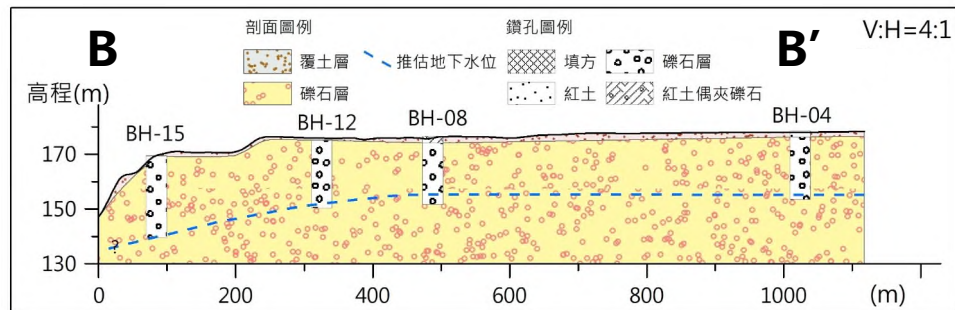 B
剖面圖例
鑽孔圖例
B′
V:H=4:1
覆土層
推估地下水位
填方
礫石層
礫石層
紅土
紅土偶夾礫石
高程(m)
BH-15
BH-12
BH-08
BH-04
170
150
130
?
0
200
400
600
800
1000
(m)